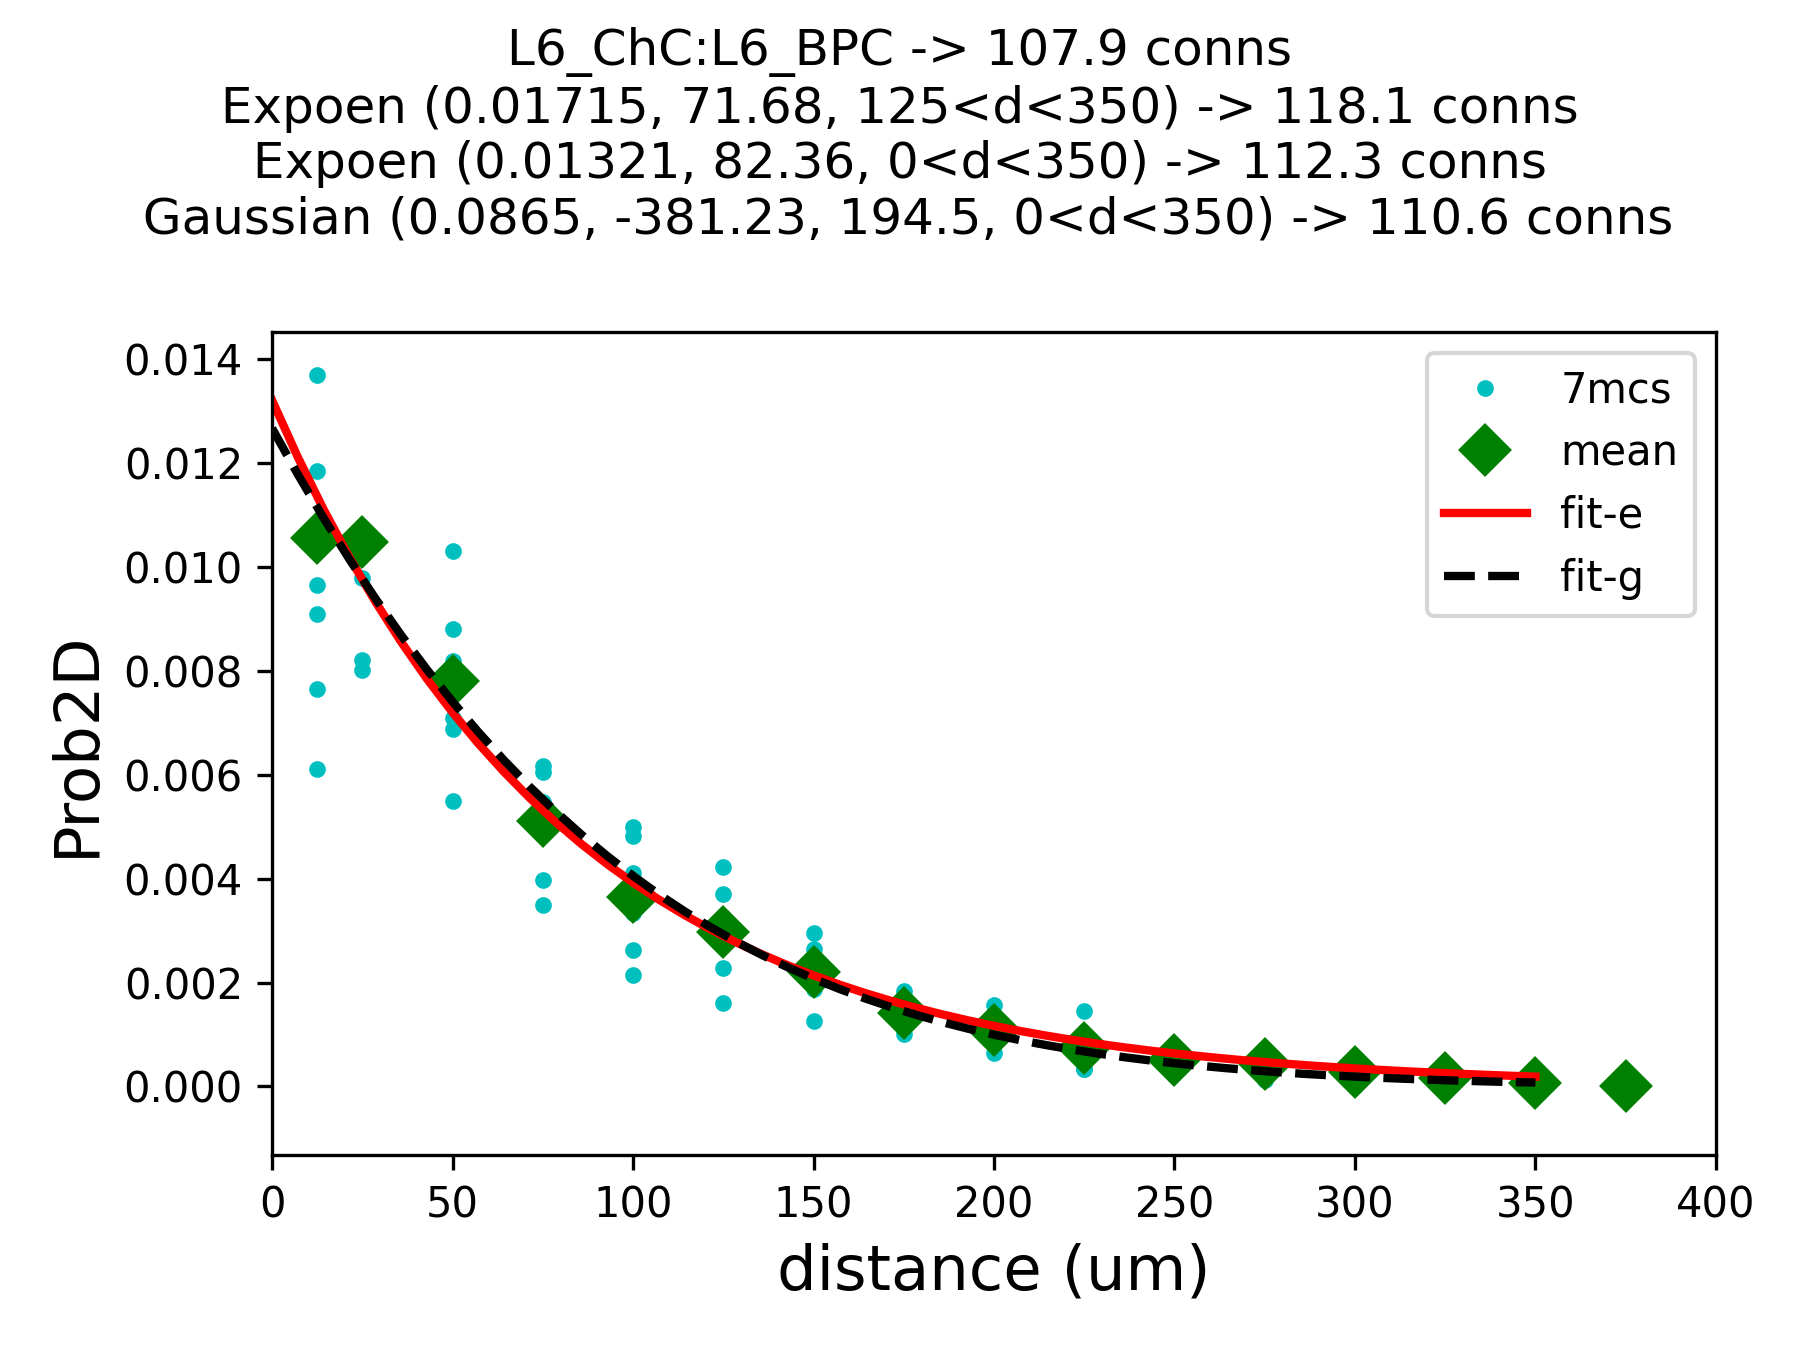 L6_ChC:L6_BPC -> 107.9 conns
Expoen (0.01715, 71.68, 125<d<350) -> 118.1 conns
Expoen (0.01321, 82.36, 0<d<350) -> 112.3 conns
Gaussian (0.0865, -381.23, 194.5, 0<d<350) -> 110.6 conns
0.014
0.012
0.010
0.008
0.006
0.004
0.002
0.000
Prob2D
7mcs
mean
fit-e
fit-g
0 50 100 150 200 250 300 350 400
distance (um)